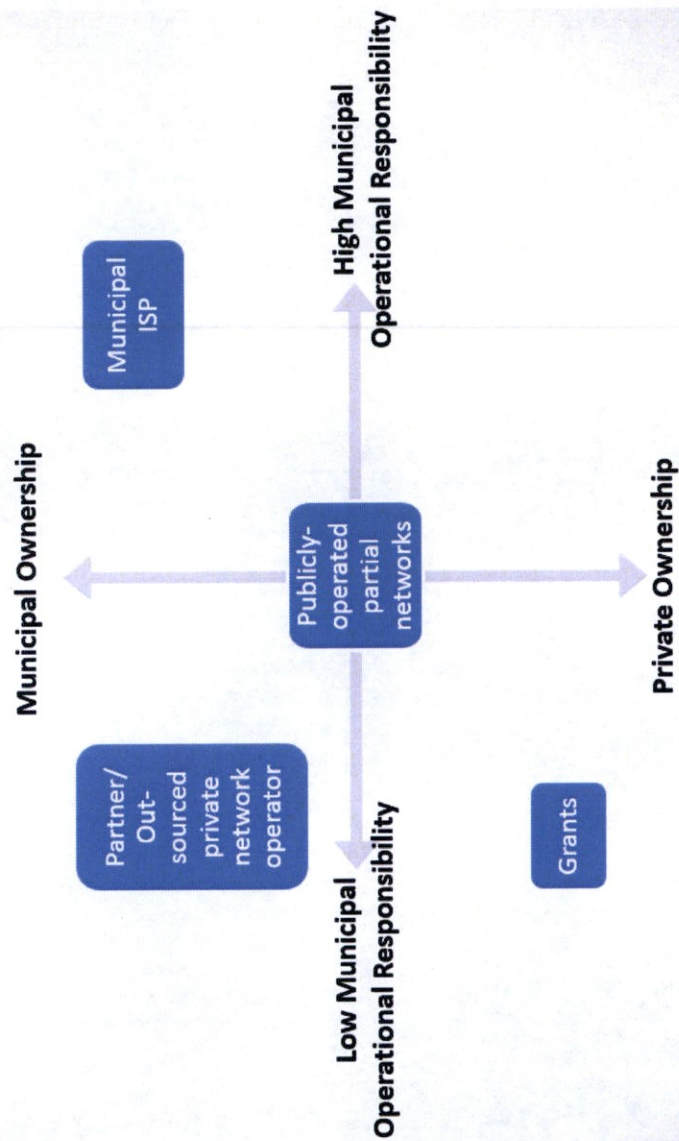 Municipal Ownership
Partner/
Out-
sourced
private
network
operator
Municipal
ISP
Publicly-
operated
partial
networks
Low Municipal
Operational Responsibility
High Municipal
Operational Responsibility
Grants
Private Ownership